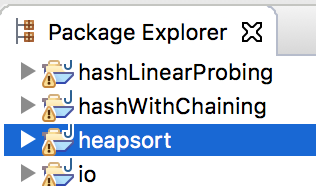 Package Explorer
hashLinearProbing
hashWithChaining
heapsort
io